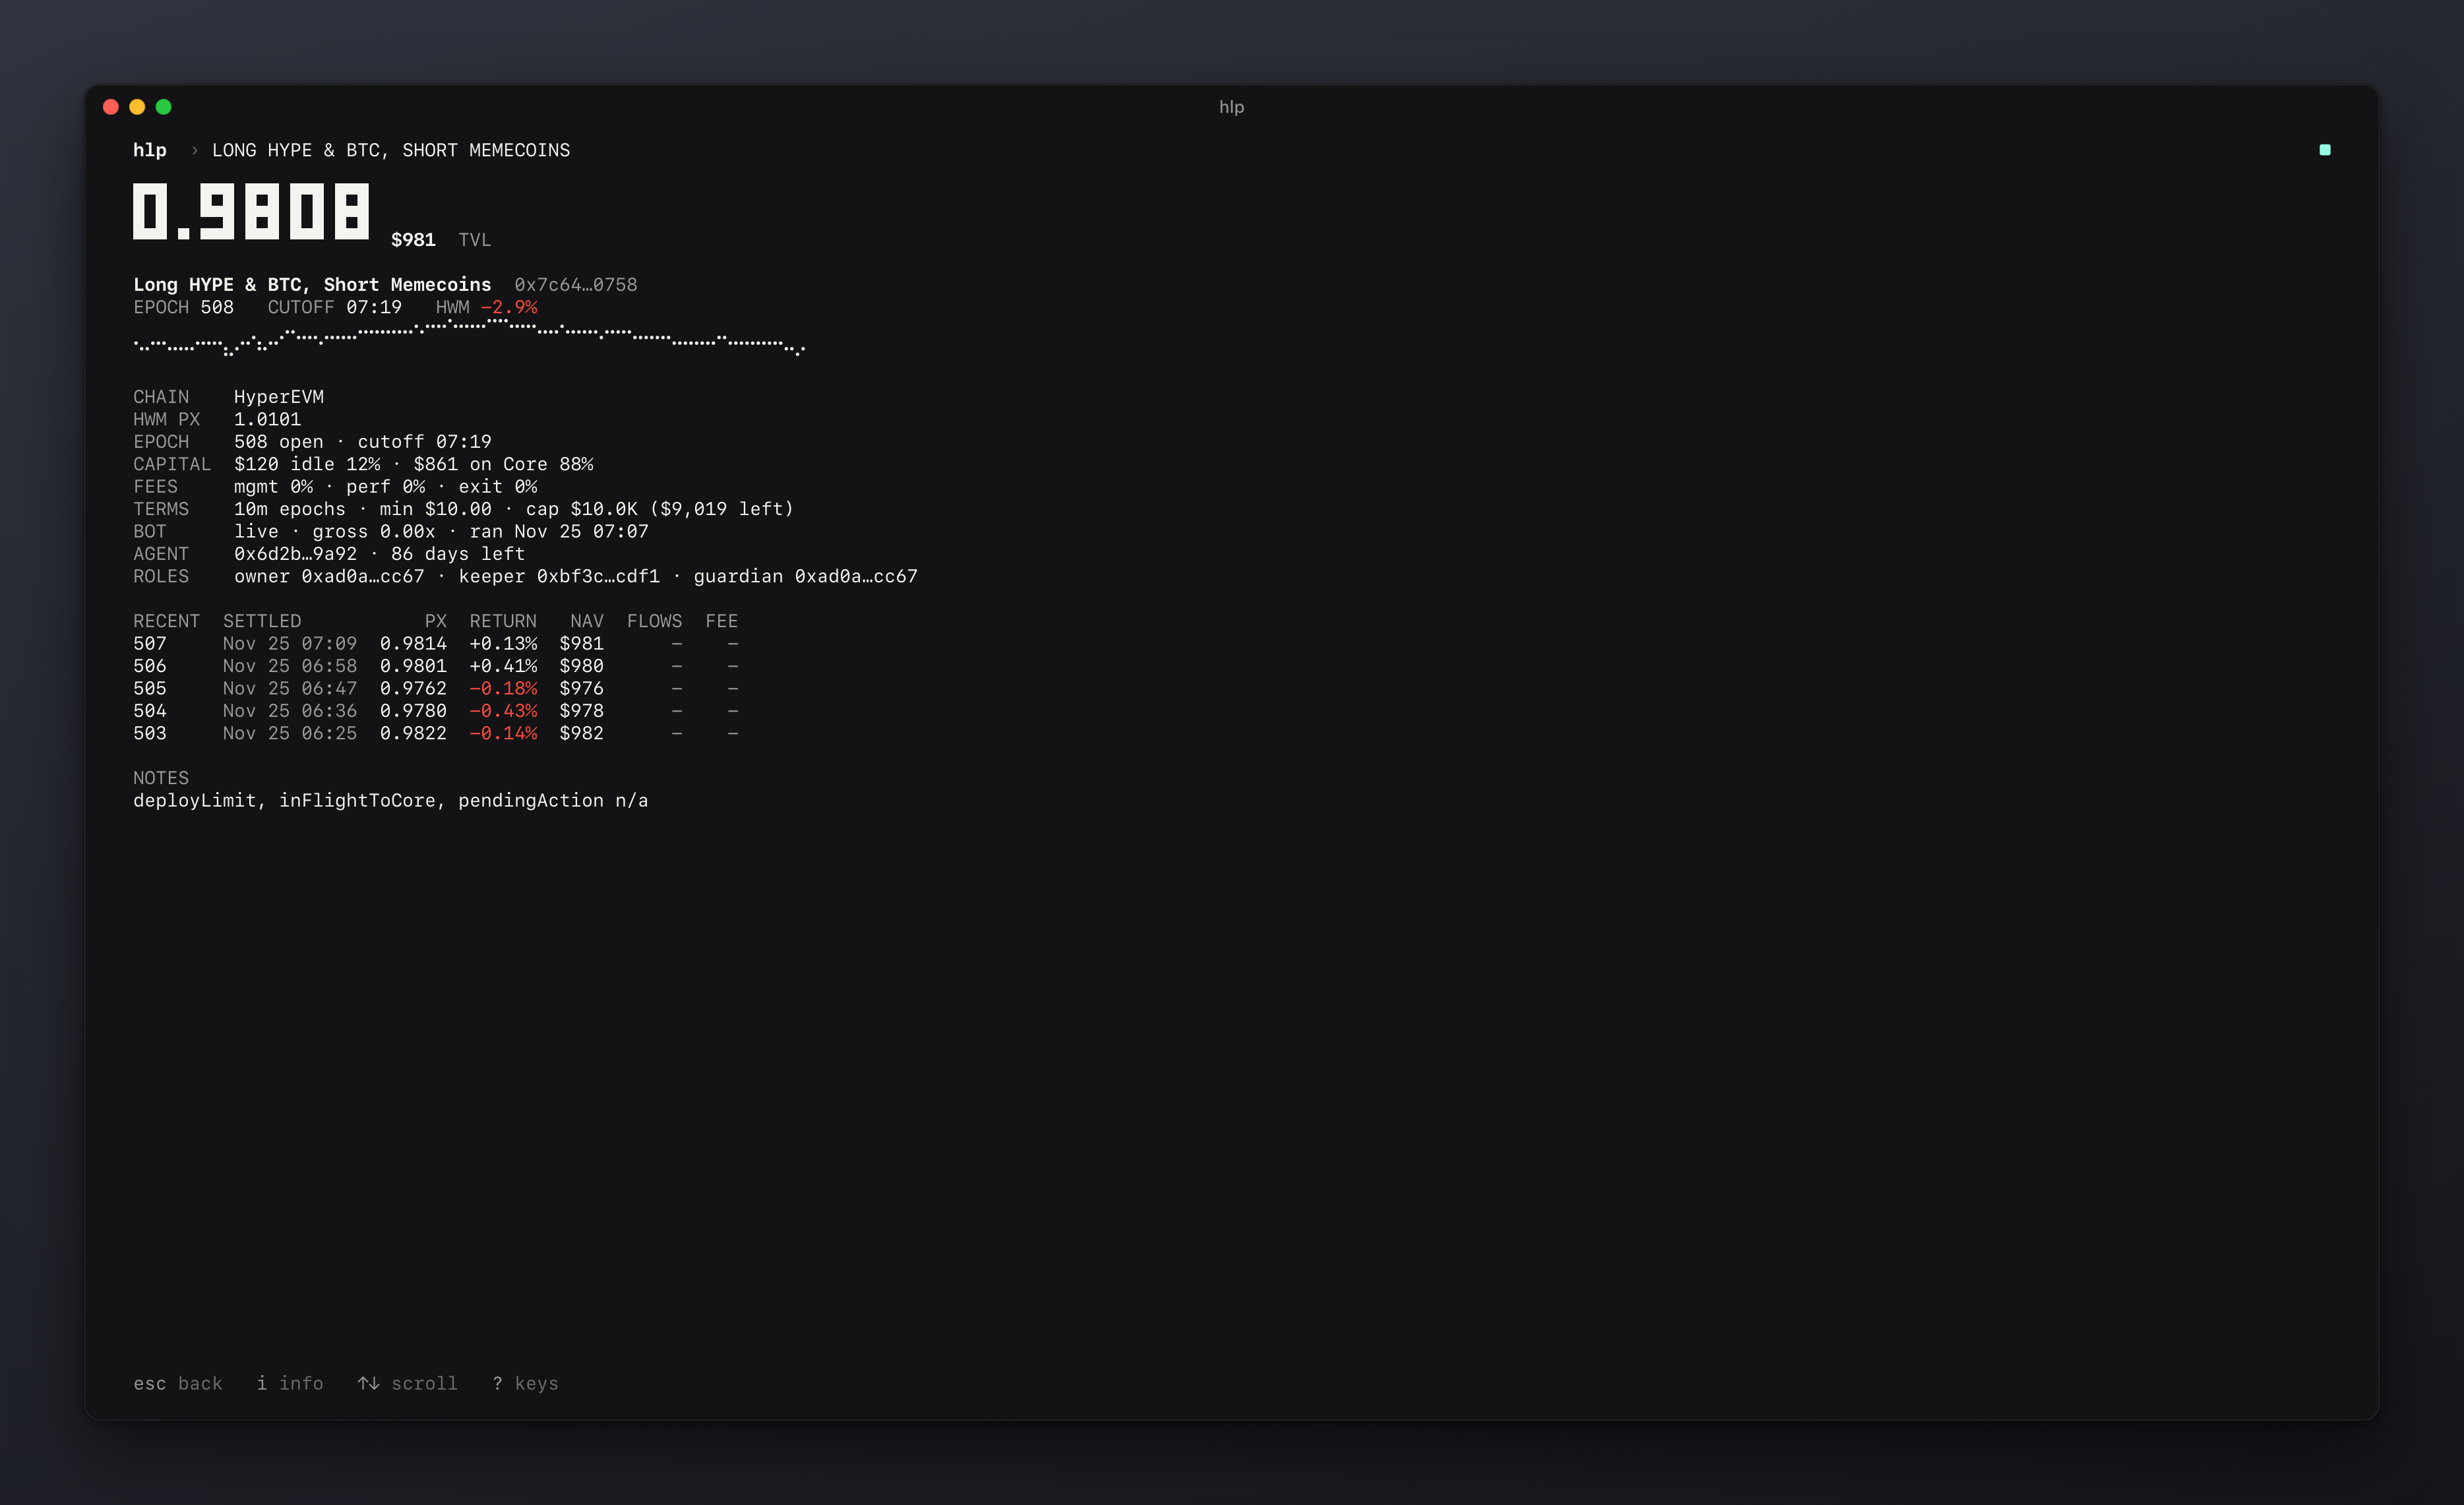 hlp
hlp › LONG HYPE & BTC, SHORT MEMECOINS
0.9808 $981 TVL
Long HYPE & BTC, Short Memecoins 0x7c64…0758
EPOCH 508 CUTOFF 07:19 HWM −2.9%
CHAIN HyperEVM
HWM PX 1.0101
EPOCH 508 open · cutoff 07:19
CAPITAL $120 idle 12% · $861 on Core 88%
FEES mgmt 0% · perf 0% · exit 0%
TERMS 10m epochs · min $10.00 · cap $10.0K ($9,019 left)
BOT live · gross 0.00x · ran Nov 25 07:07
AGENT 0x6d2b…9a92 · 86 days left
ROLES owner 0xad0a…cc67 · keeper 0xbf3c…cdf1 · guardian 0xad0a…cc67
RECENT SETTLED PX RETURN NAV FLOWS FEE
507 Nov 25 07:09 0.9814 +0.13% $981 — —
506 Nov 25 06:58 0.9801 +0.41% $980 — —
505 Nov 25 06:47 0.9762 −0.18% $976 — —
504 Nov 25 06:36 0.9780 −0.43% $978 — —
503 Nov 25 06:25 0.9822 −0.14% $982 — —
NOTES
deployLimit, inFlightToCore, pendingAction n/a
esc back i info ↑↓ scroll ? keys